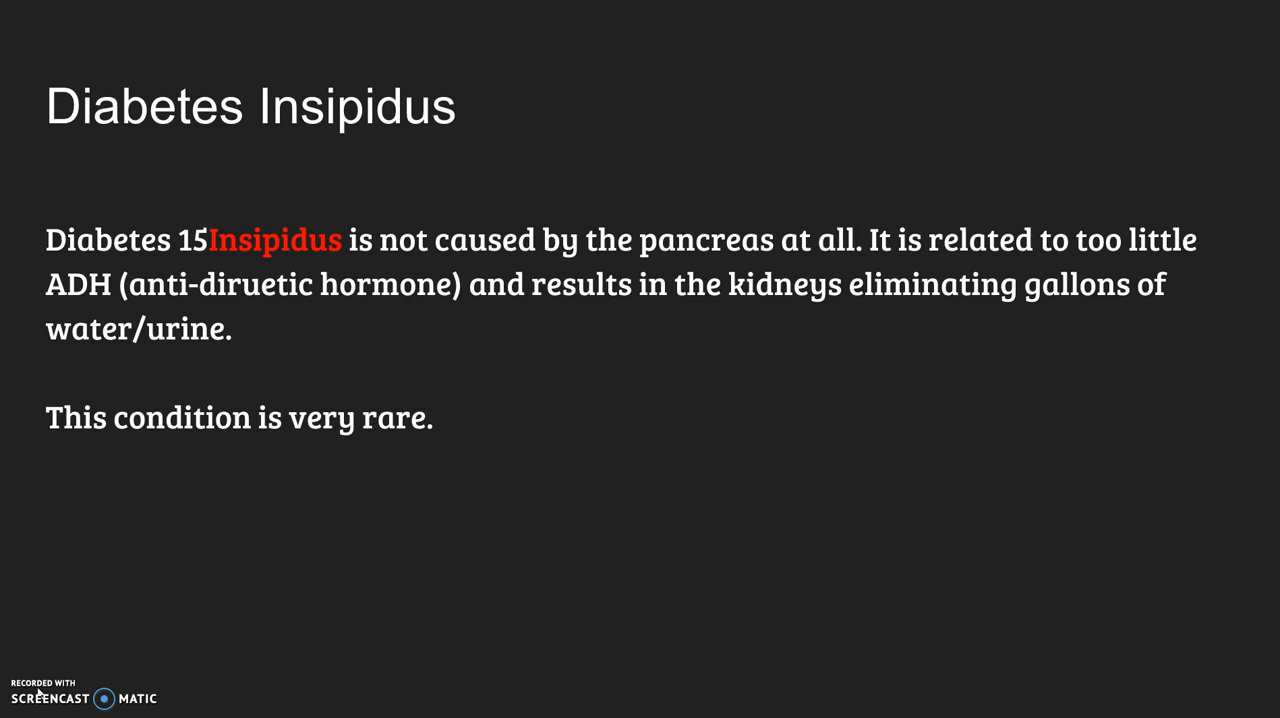 Diabetes Insipidus
Diabetes 15Insipidus is not caused by the pancreas at all. It is related to too little
ADH (anti-diruetic hormone) and results in the kidneys eliminating gallons of
water/urine.
This condition is very rare.
RECORDED WITH
SCREENCAST MATIC